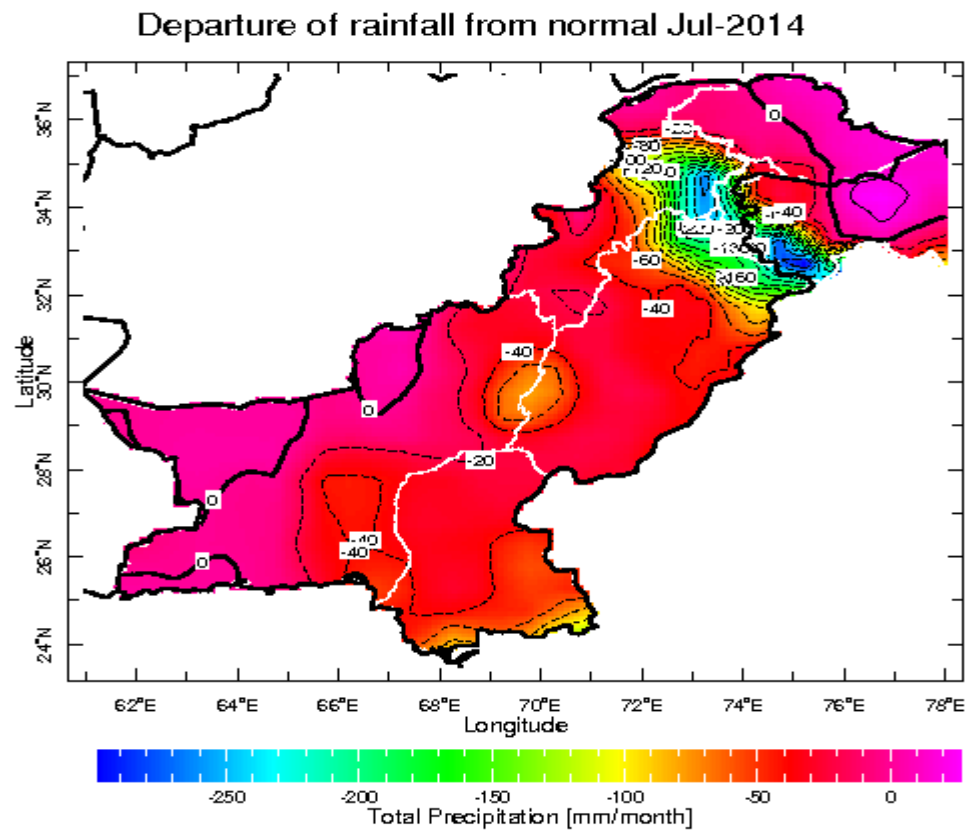 Departure of rainfall from normal Jul-2014
36°N
34°N
32°N
30°N
28°N
26°N
24°N
Latitude
0
-20
-80
-40
-60
-160
-40
-40
0
-20
0
-40
-40
0
62°E 64°E 66°E 68°E 70°E 72°E 74°E 76°E 78°E
Longitude
-250 -200 -150 -100 -50 0
Total Precipitation [mm/month]